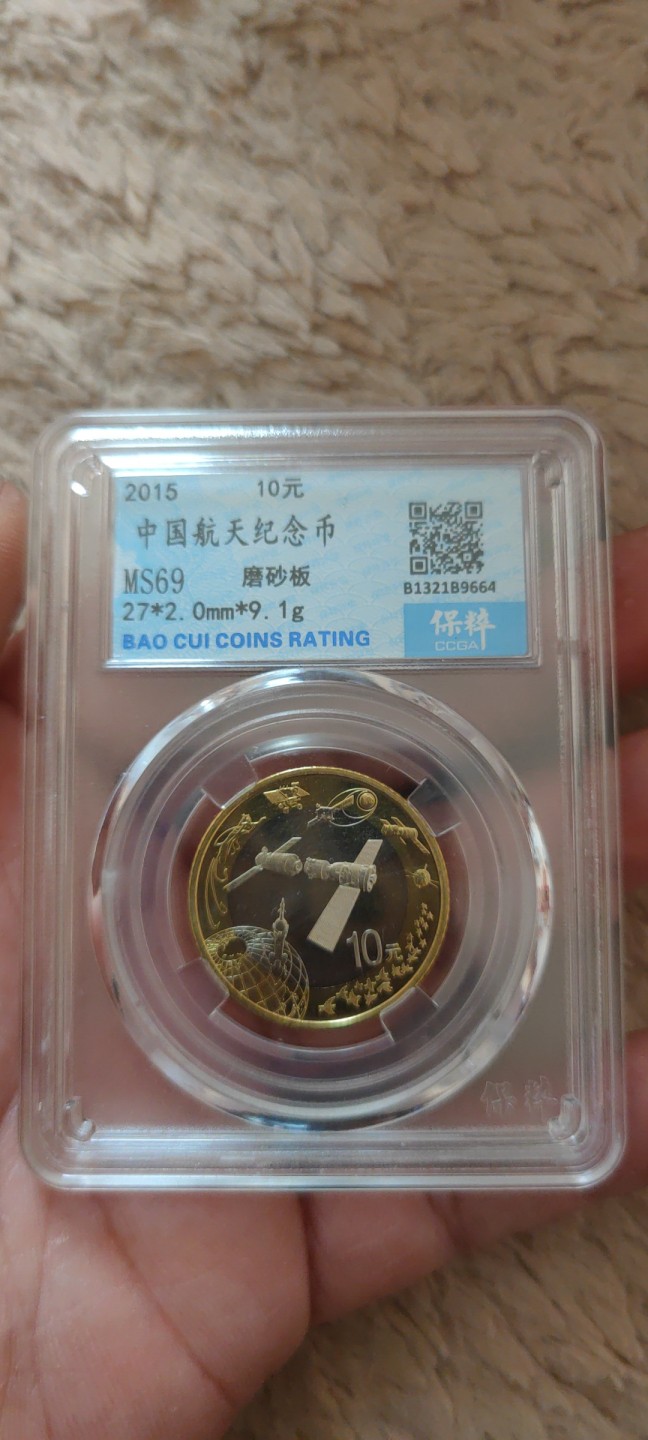 2015 10元
中国航天纪念币
MS69 磨砂板
B1321B9664
27*2.0mm*9.1g
BAO CUI COINS RATING
保粹
CCGA
10元
保粹